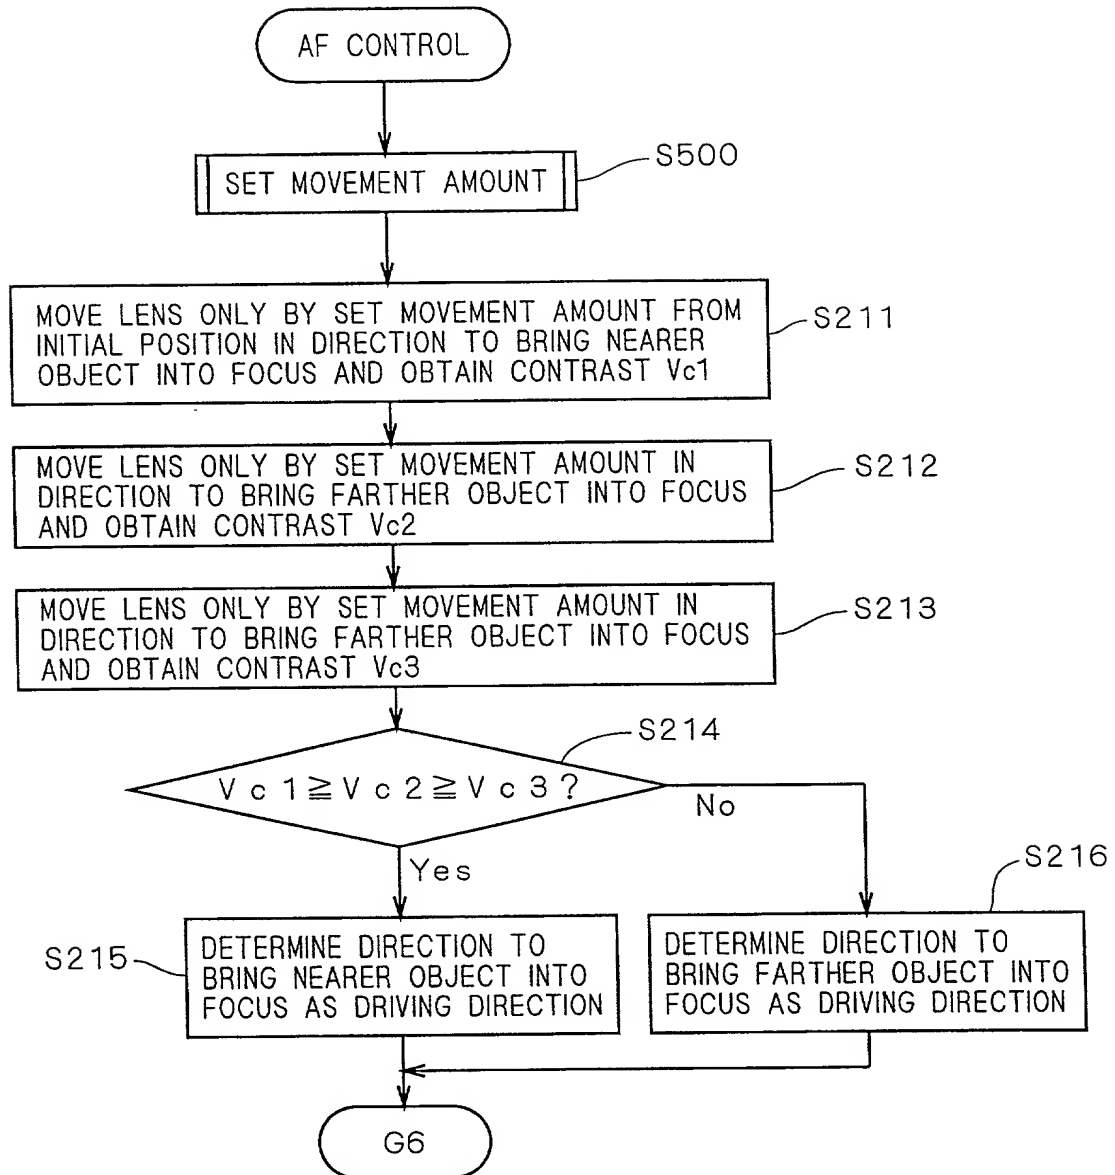 AF CONTROL
SET MOVEMENT AMOUNT
S500
MOVE LENS ONLY BY SET MOVEMENT AMOUNT FROM
INITIAL POSITION IN DIRECTION TO BRING NEARER
OBJECT INTO FOCUS AND OBTAIN CONTRAST Vc1
S211
MOVE LENS ONLY BY SET MOVEMENT AMOUNT IN
DIRECTION TO BRING FARTHER OBJECT INTO FOCUS
AND OBTAIN CONTRAST Vc2
S212
MOVE LENS ONLY BY SET MOVEMENT AMOUNT IN
DIRECTION TO BRING FARTHER OBJECT INTO FOCUS
AND OBTAIN CONTRAST Vc3
S213
S214
Vc1≧Vc2≧Vc3?
No
Yes
S215
DETERMINE DIRECTION TO
BRING NEARER OBJECT INTO
FOCUS AS DRIVING DIRECTION
S216
DETERMINE DIRECTION TO
BRING FARTHER OBJECT INTO
FOCUS AS DRIVING DIRECTION
G6